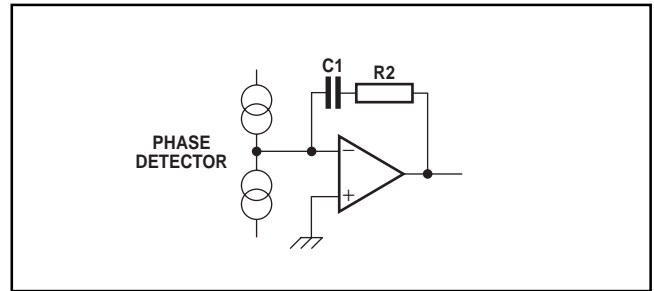 C1
R2
PHASE
DETECTOR
−
+